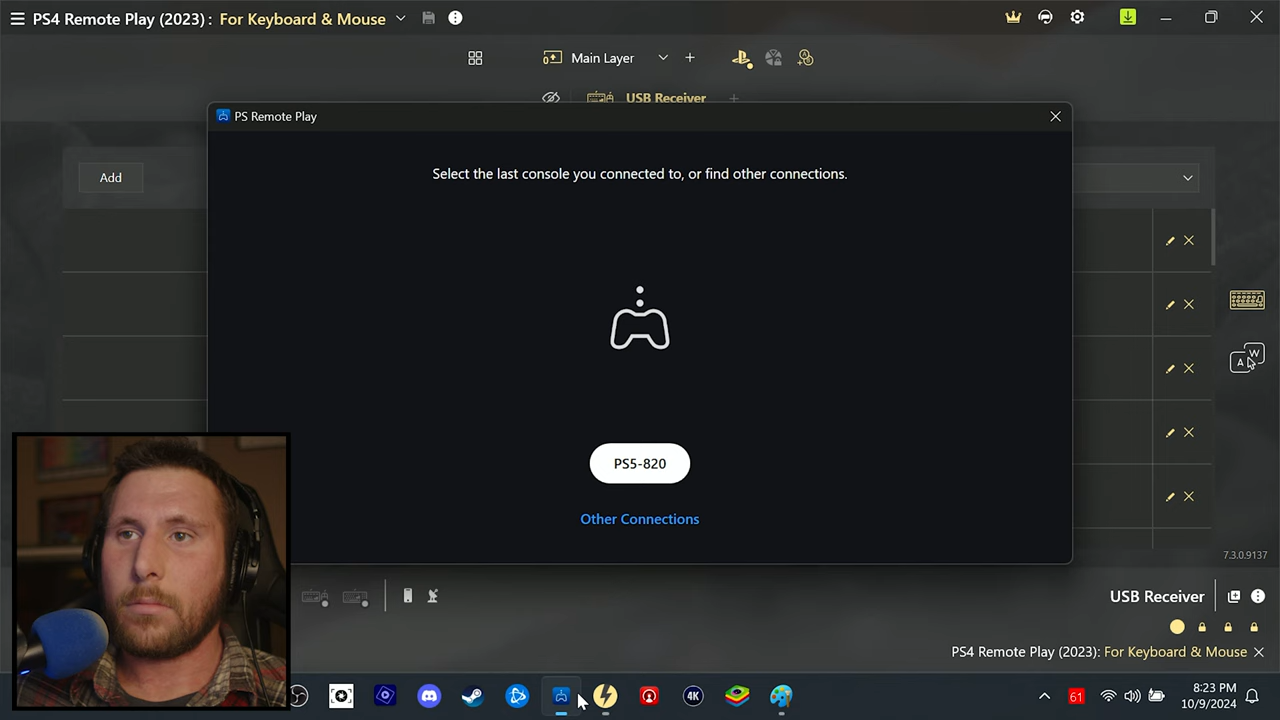 PS4 Remote Play (2023) : For Keyboard & Mouse
Main Layer
USB Receiver
PS Remote Play
Add
Select the last console you connected to, or find other connections.
PS5-820
Other Connections
A W
7.3.0.9137
USB Receiver
PS4 Remote Play (2023): For Keyboard & Mouse
4K
61
8:23 PM
10/9/2024